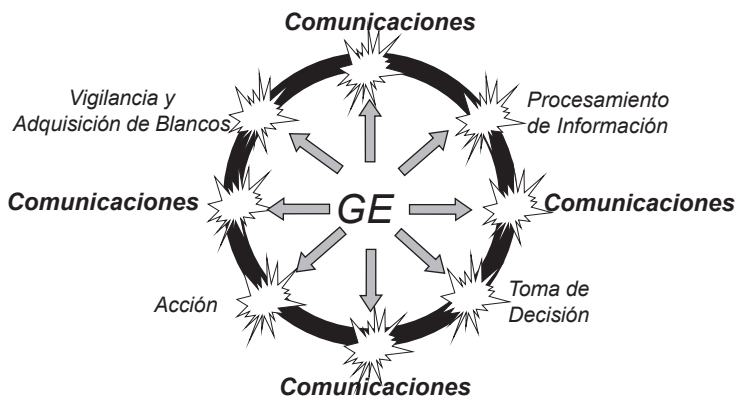 Comunicaciones
Vigilancia y
Adquisición de Blancos
Procesamiento
de Información
Comunicaciones
GE
Comunicaciones
Acción
Toma de
Decisión
Comunicaciones